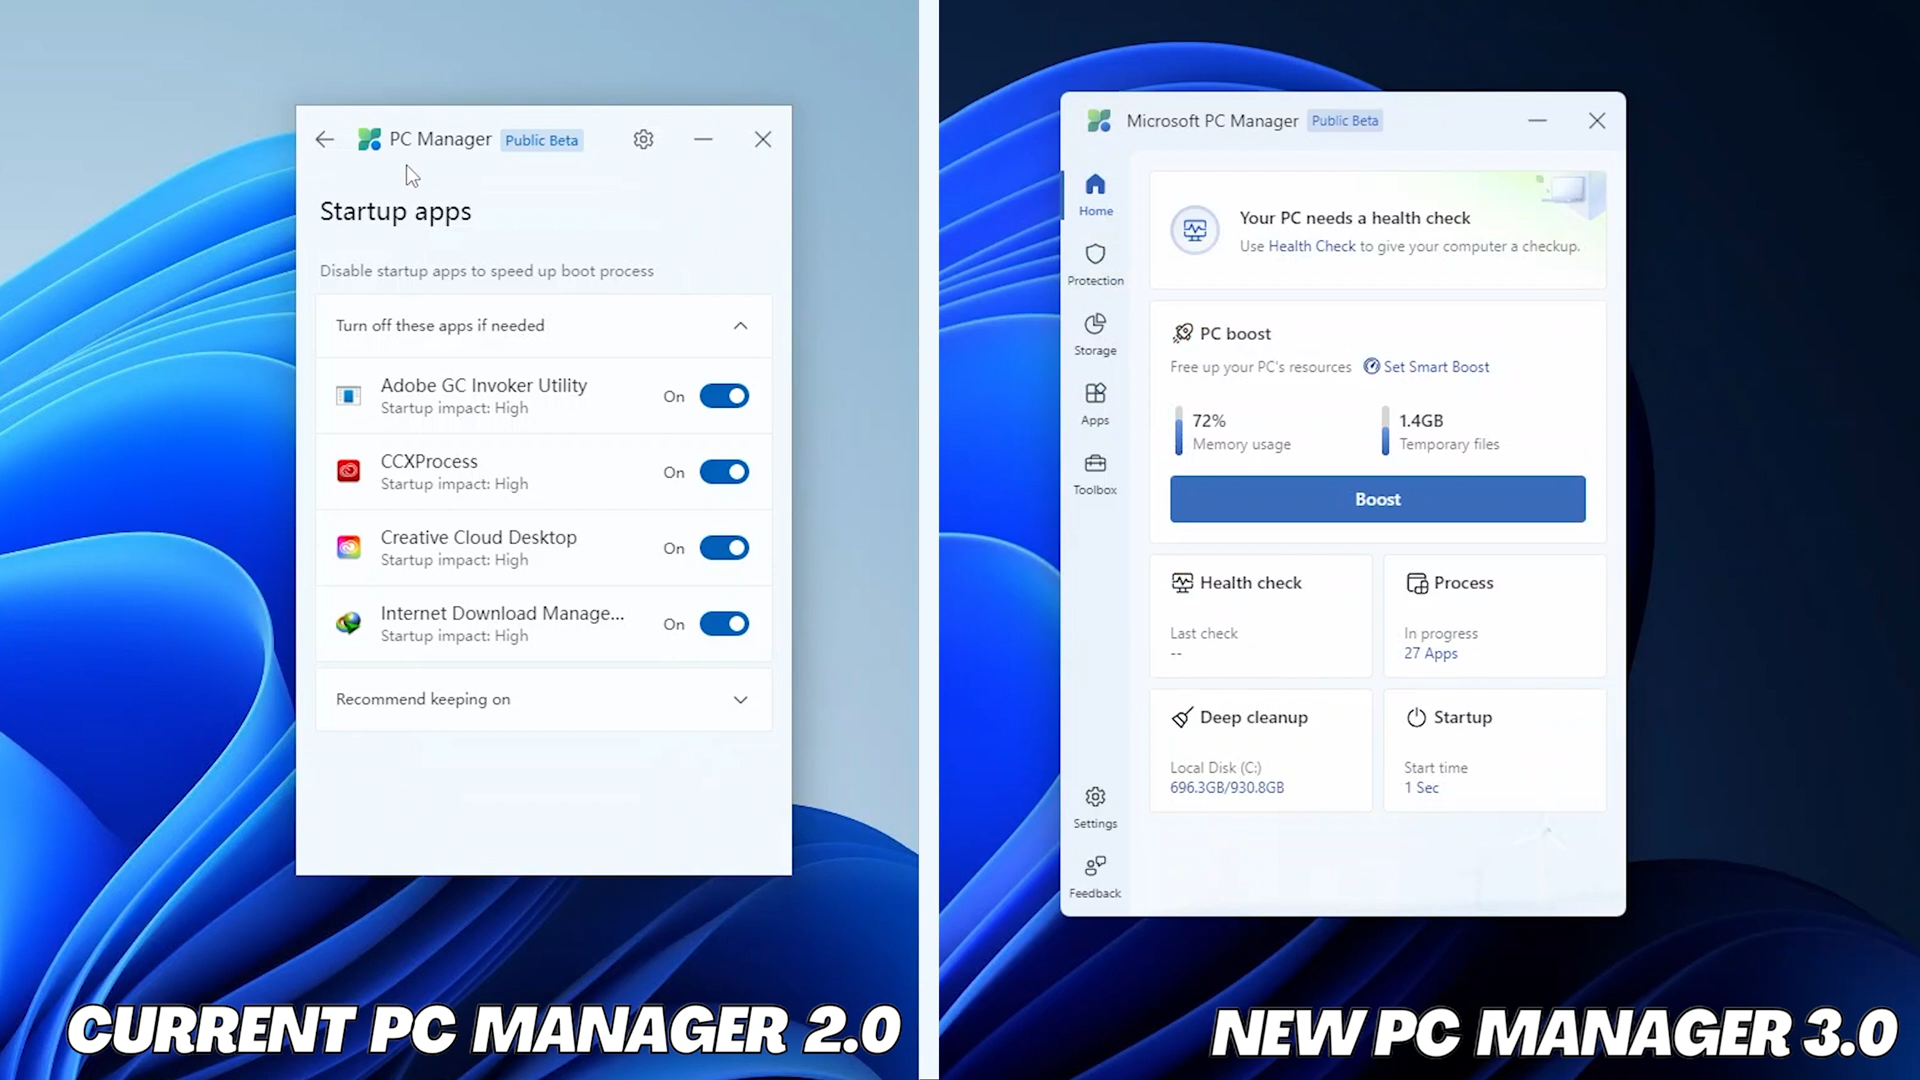 PC Manager Public Beta
Startup apps
Disable startup apps to speed up boot process
Turn off these apps if needed
Adobe GC Invoker Utility
Startup impact: High
On
CCXProcess
Startup impact: High
On
Creative Cloud Desktop
Startup impact: High
On
Internet Download Manage...
Startup impact: High
On
Recommend keeping on
CURRENT PC MANAGER 2.0
Microsoft PC Manager Public Beta
Home
Protection
Storage
Apps
Toolbox
Settings
Feedback
Your PC needs a health check
Use Health Check to give your computer a checkup.
PC boost
Free up your PC's resources Set Smart Boost
72%
Memory usage
1.4GB
Temporary files
Boost
Health check
Last check
--
Process
In progress
27 Apps
Deep cleanup
Local Disk (C:)
696.3GB/930.8GB
Startup
Start time
1 Sec
NEW PC MANAGER 3.0